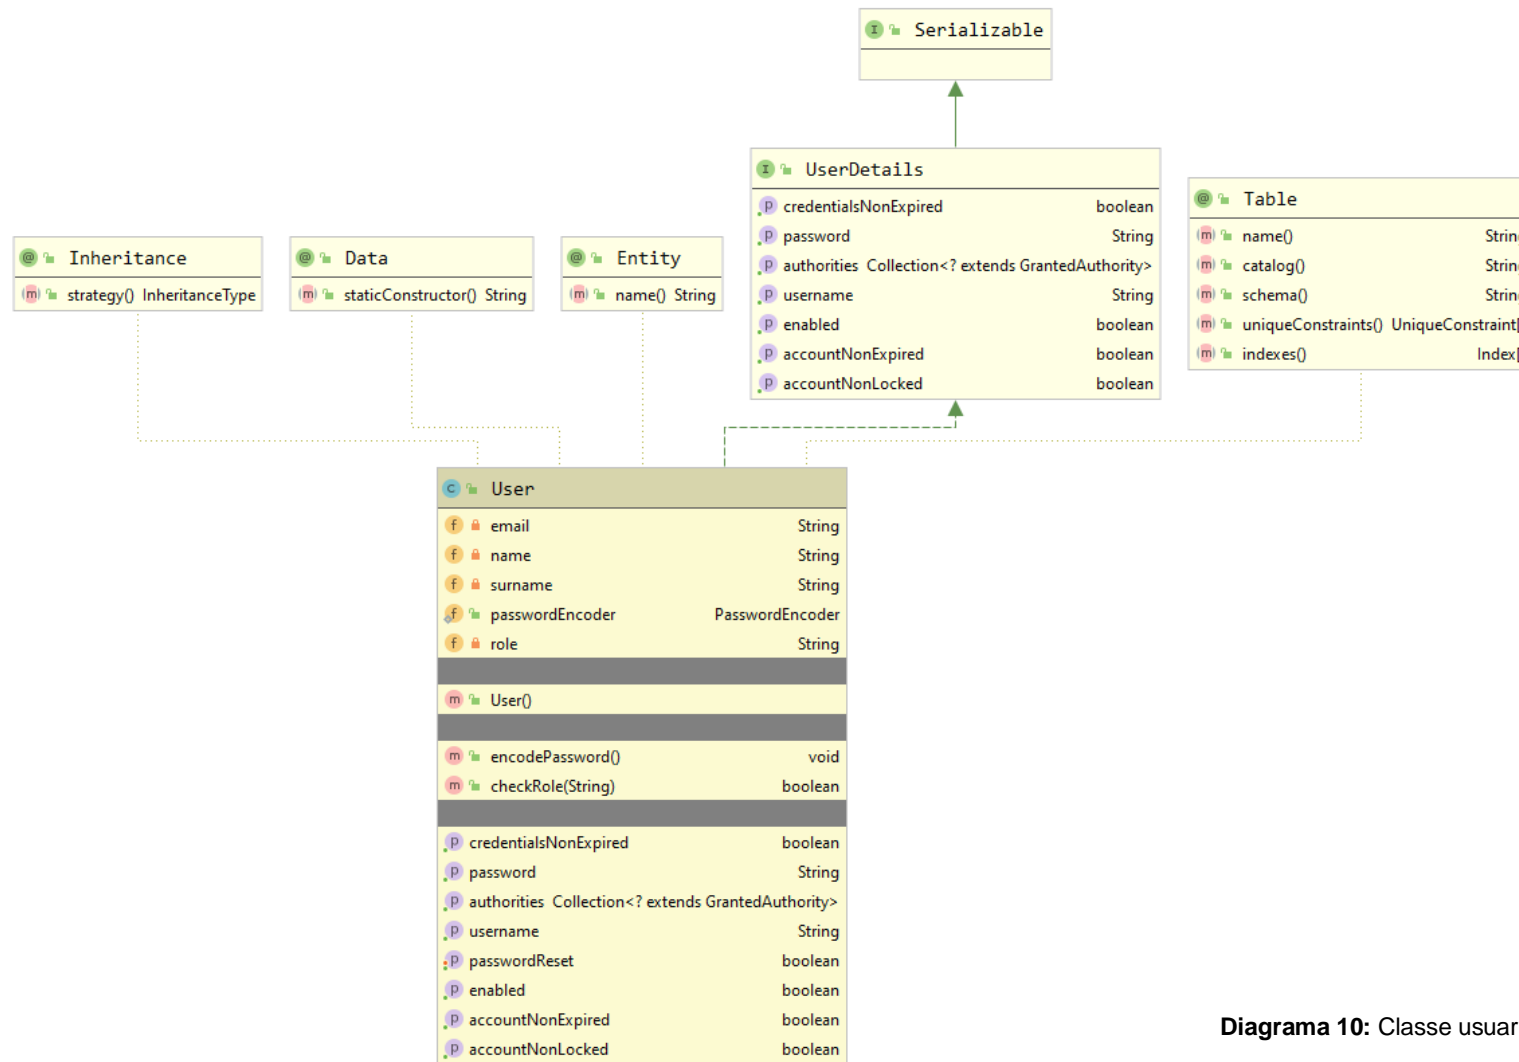 Serializable
UserDetails
credentialsNonExpired boolean
password String
authorities Collection<? extends GrantedAuthority>
username String
enabled boolean
accountNonExpired boolean
accountNonLocked boolean
Table
name() Strin
catalog() Strin
schema() Strin
uniqueConstraints() UniqueConstraint[
indexes() Index[
Inheritance
strategy() InheritanceType
Data
staticConstructor() String
Entity
name() String
User
email String
name String
surname String
passwordEncoder PasswordEncoder
role String
User()
encodePassword() void
checkRole(String) boolean
credentialsNonExpired boolean
password String
authorities Collection<? extends GrantedAuthority>
username String
passwordReset boolean
enabled boolean
accountNonExpired boolean
accountNonLocked boolean
Diagrama 10: Classe usuar